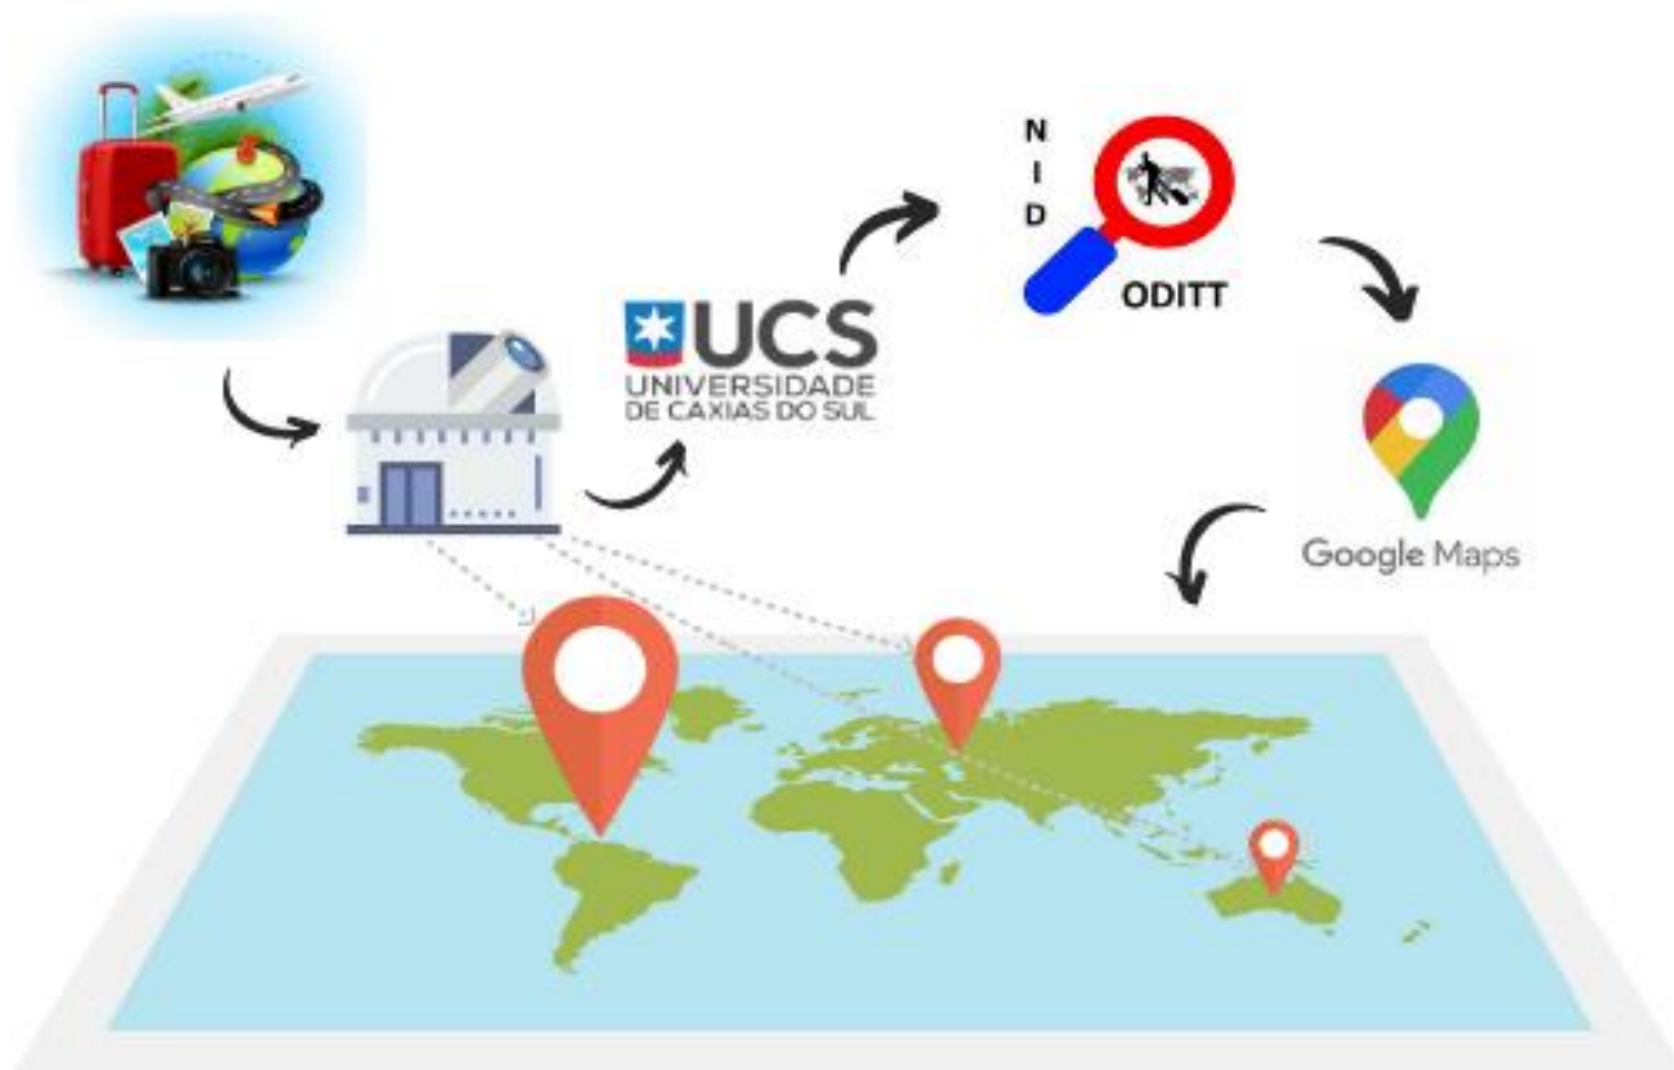 UCS
UNIVERSIDADE
DE CAXIAS DO SUL
N
I
D
ODITT
Google Maps